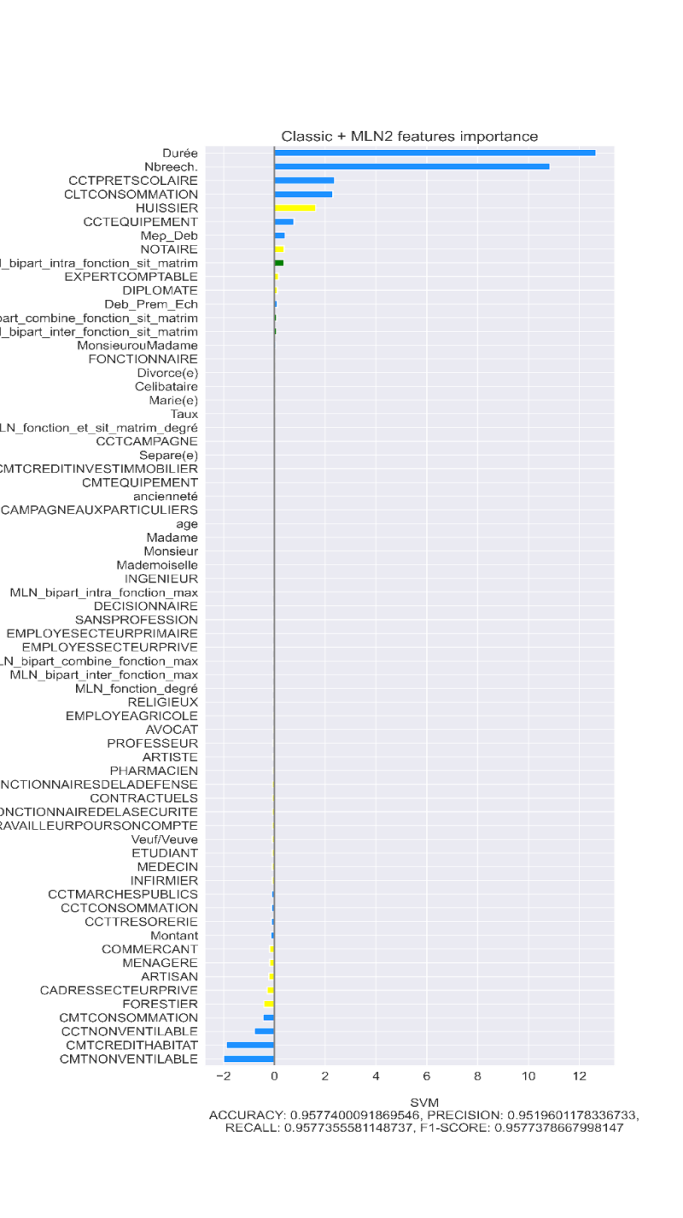 Classic + MLN2 features importance
Durée
Nbreech.
CCTPRETSCOLAIRE
CLTCONSOMMATION
HUISSIER
CCTEQUIPEMENT
Mep_Deb
NOTAIRE
_bipart_intra_fonction_sit_matrim
EXPERTCOMPTABLE
DIPLOMATE
Deb_Prem_Ech
part_combine_fonction_sit_matrim
_bipart_inter_fonction_sit_matrim
MonsieurouMadame
FONCTIONNAIRE
Divorce(e)
Celibataire
Marie(e)
Taux
LN_fonction_et_sit_matrim_degré
CCTCAMPAGNE
Separe(e)
CMTCREDITINVESTIMMOBILIER
CMTEQUIPEMENT
ancienneté
CAMPAGNEAUXPARTICULIERS
age
Madame
Monsieur
Mademoiselle
INGENIEUR
MLN_bipart_intra_fonction_max
DECISIONNAIRE
SANSPROFESSION
EMPLOYESECTEURPRIMAIRE
EMPLOYESSECTEURPRIVE
LN_bipart_combine_fonction_max
MLN_bipart_inter_fonction_max
MLN_fonction_degré
RELIGIEUX
EMPLOYEAGRICOLE
AVOCAT
PROFESSEUR
ARTISTE
PHARMACIEN
NCTIONNAIRESDELADEFENSE
CONTRACTUELS
ONCTIONNAIREDELASECURITE
RAVAILLEURPOURSONCOMPTE
Veuf/Veuve
ETUDIANT
MEDECIN
INFIRMIER
CCTMARCHESPUBLICS
CCTCONSOMMATION
CCTTRESORERIE
Montant
COMMERCANT
MENAGERE
ARTISAN
CADRESSECTEURPRIVE
FORESTIER
CMTCONSOMMATION
CCTNONVENTILABLE
CMTCREDITHABITAT
CMTNONVENTILABLE
−2 0 2 4 6 8 10 12
SVM
ACCURACY: 0.9577400091869546, PRECISION: 0.9519601178336733,
RECALL: 0.9577355581148737, F1-SCORE: 0.9577378667998147